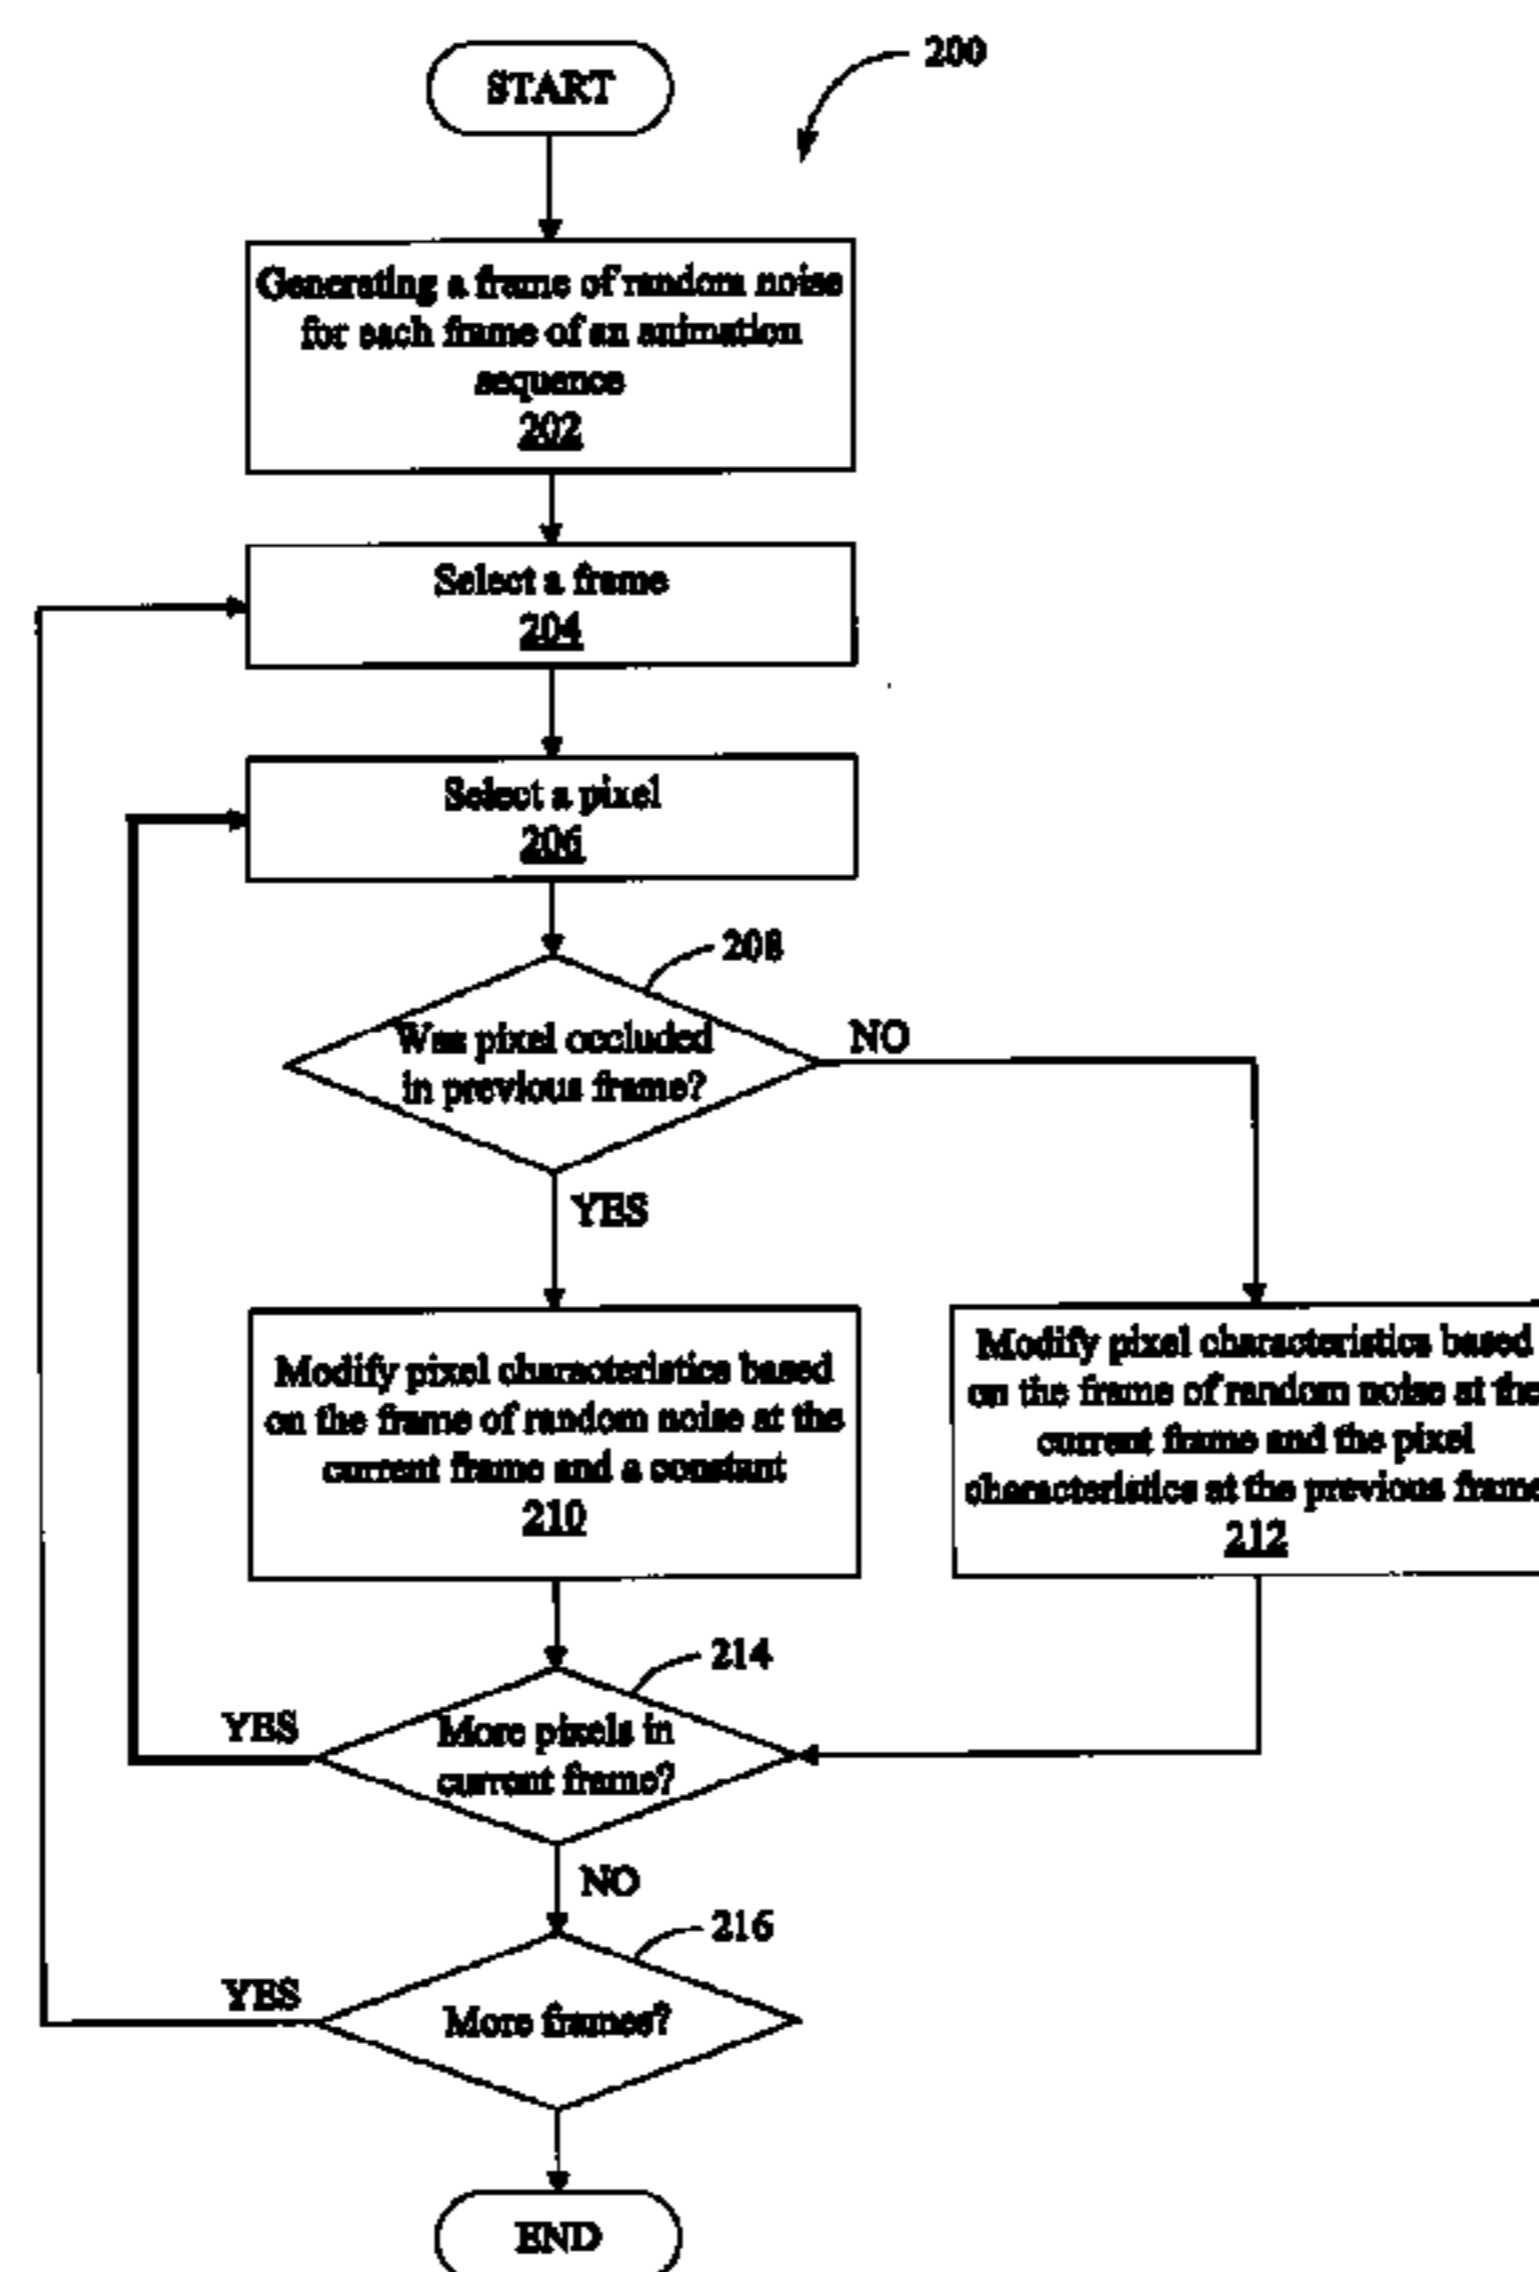 200
START
Generating a frame of random noise
for each frame of an animation
sequence
202
Select a frame
204
Select a pixel
206
208
Was pixel occluded
in previous frame?
NO
YES
Modify pixel characteristics based
on the frame of random noise at the
current frame and a constant
210
Modify pixel characteristics based
on the frame of random noise at the
current frame and the pixel
characteristics at the previous frame
212
214
YES
More pixels in
current frame?
NO
216
YES
More frames?
END